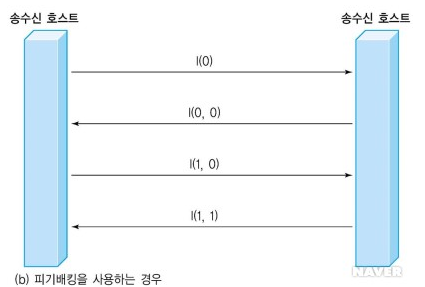 송수신 호스트 송수신 호스트
I(0)
I(0, 0)
I(1, 0)
I(1, 1)
(b) 피기배킹을 사용하는 경우
NAVER